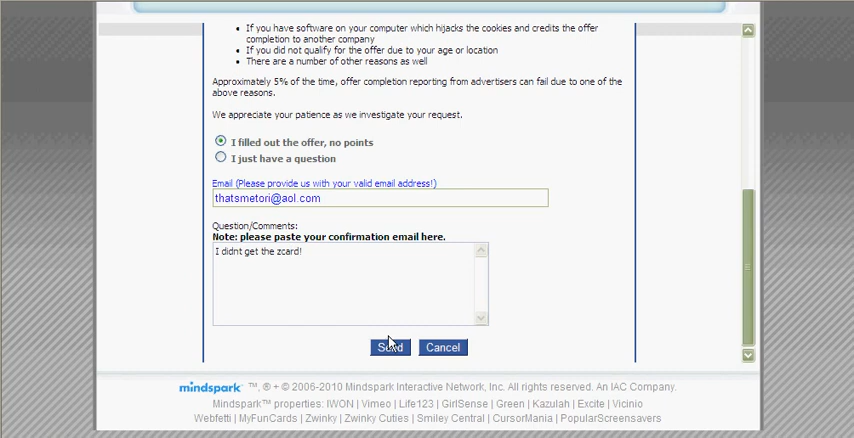 If you have software on your computer which hijacks the cookies and credits the offer
completion to another company
If you did not qualify for the offer due to your age or location
There are a number of other reasons as well
Approximately 5% of the time, offer completion reporting from advertisers can fail due to one of the
above reasons.
We appreciate your patience as we investigate your request.
I filled out the offer, no points
I just have a question
Email (Please provide us with your valid email address!)
thatsmetori@aol.com
Question/Comments:
Note: please paste your confirmation email here.
I didnt get the zcard!
Send Cancel
mindspark ™, ® + © 2006-2010 Mindspark Interactive Network, Inc. All rights reserved. An IAC Company.
Mindspark™ properties: IWON | Vimeo | Life123 | GirlSense | Green | Kazulah | Excite | Vicinio
Webfetti | MyFunCards | Zwinky | Zwinky Cuties | Smiley Central | CursorMania | PopularScreensavers